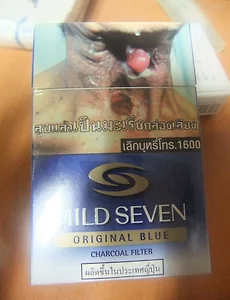 สูบแล้วเป็นมะเร็งกล่องเสียง
เลิกบุหรี่โทร.1600
MILD SEVEN
ORIGINAL BLUE
CHARCOAL FILTER
ผลิตขึ้นในประเทศญี่ปุ่น